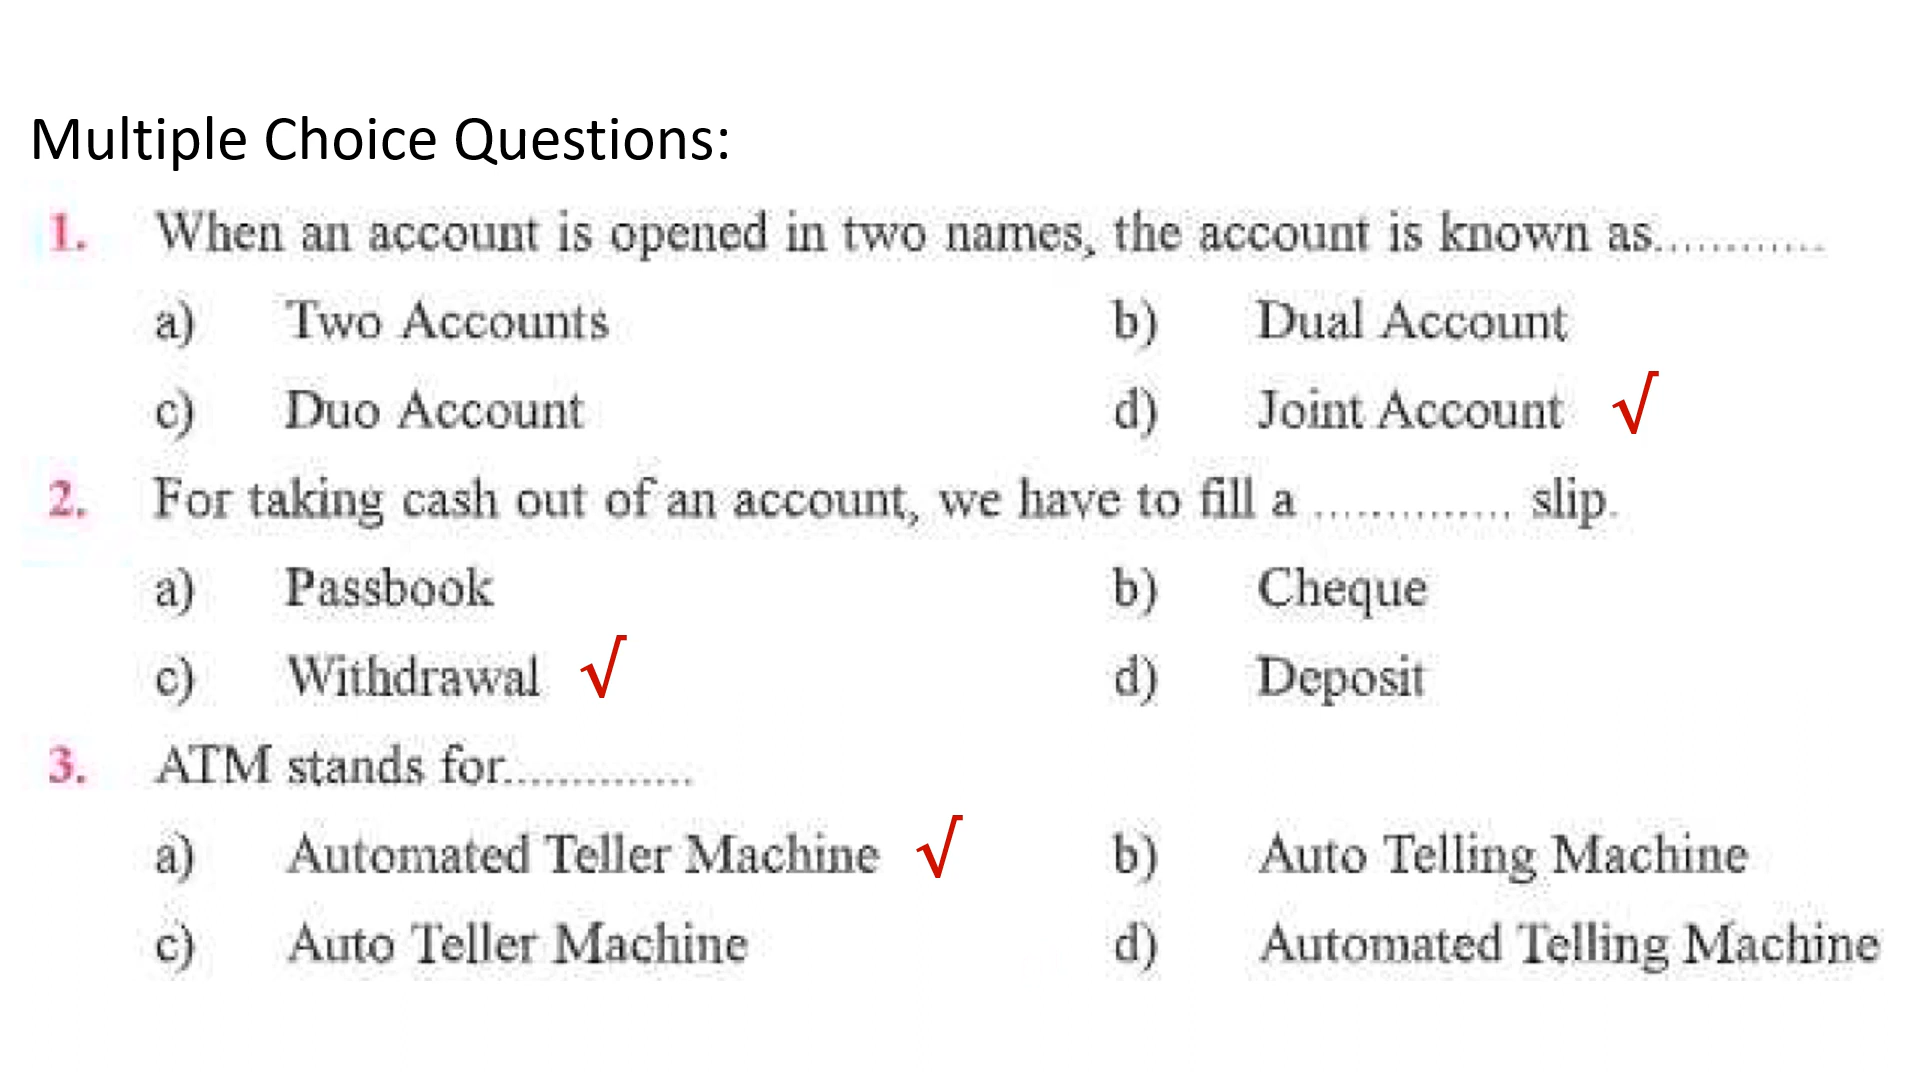 Multiple Choice Questions:
1. When an account is opened in two names, the account is known as............
a) Two Accounts b) Dual Account
c) Duo Account d) Joint Account √
2. For taking cash out of an account, we have to fill a .............. slip.
a) Passbook b) Cheque
c) Withdrawal √ d) Deposit
3. ATM stands for..............
a) Automated Teller Machine √ b) Auto Telling Machine
c) Auto Teller Machine d) Automated Telling Machine